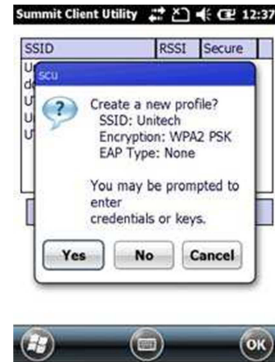 Summit Client Utility 12:37
SSID RSSI Secure
scu
Create a new profile?
SSID: Unitech
Encryption: WPA2 PSK
EAP Type: None
You may be prompted to
enter
credentials or keys.
Yes No Cancel
OK